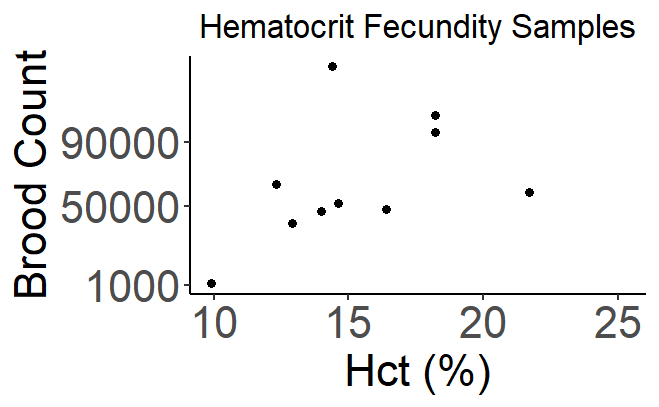 Hematocrit Fecundity Samples
Brood Count
90000
50000
1000
10 15 20 25
Hct (%)